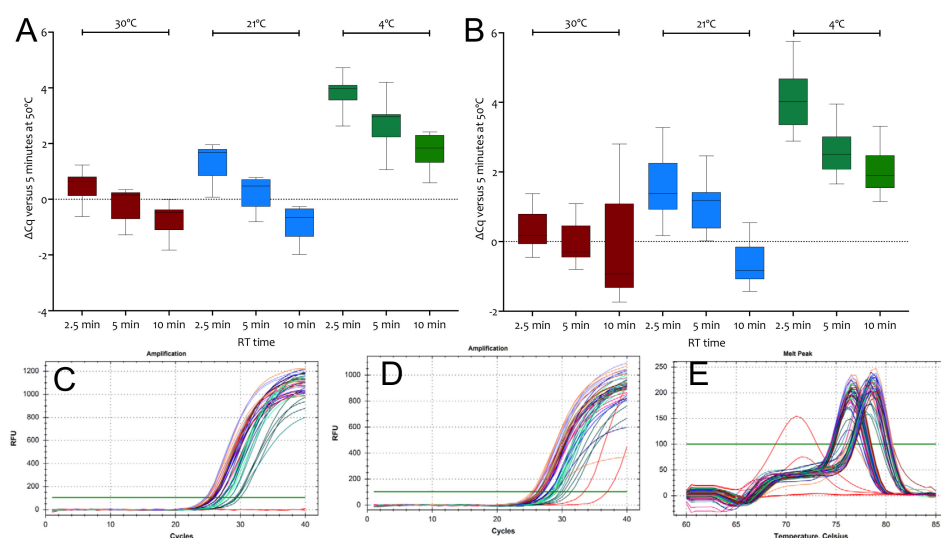 A
30°C 21°C 4°C
ΔCq versus 5 minutes at 50°C
6
4
2
0
-2
-4
2.5 min 5 min 10 min 2.5 min 5 min 10 min 2.5 min 5 min 10 min
RT time
B
30°C 21°C 4°C
ΔCq versus 5 minutes at 50°C
6
4
2
0
-2
2.5 min 5 min 10 min 2.5 min 5 min 10 min 2.5 min 5 min 10 min
RT time
Amplification
C
RFU
1200
1000
800
600
400
200
0
0 10 20 30 40
Cycles
Amplification
D
RFU
1000
800
600
400
200
0
0 10 20 30 40
Cycles
Melt Peak
E
250
200
150
100
50
0
60 65 70 75 80 85
Temperature, Celsius